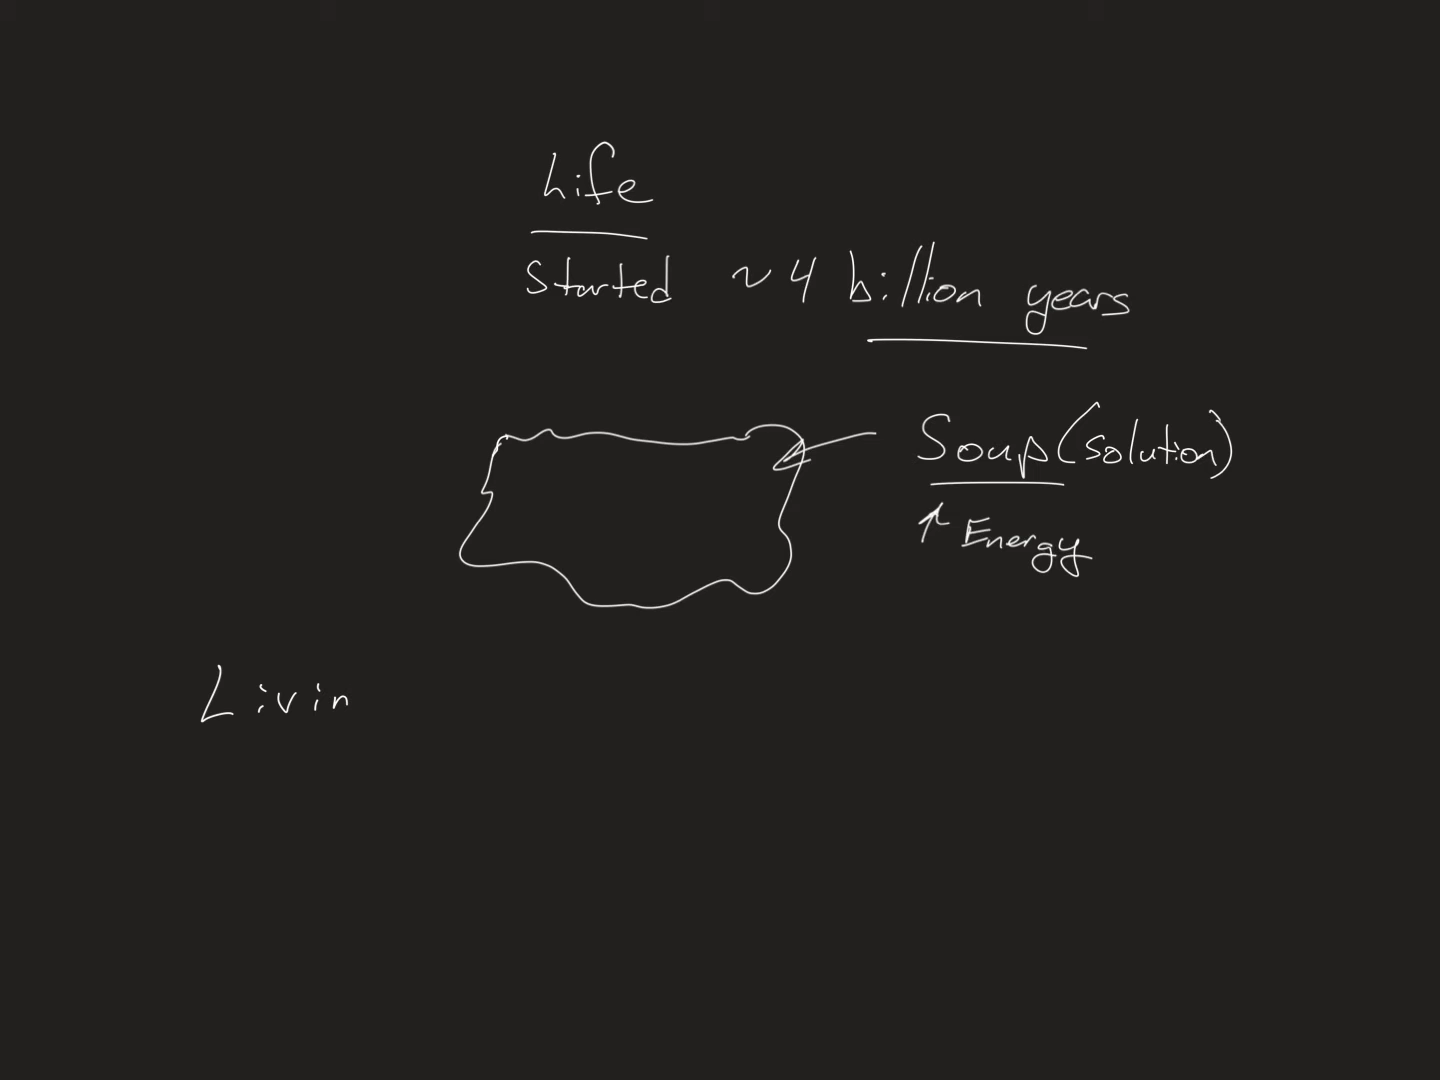 Life
Started ~4 billion years
Soup (solution)
↑ Energy
Livin